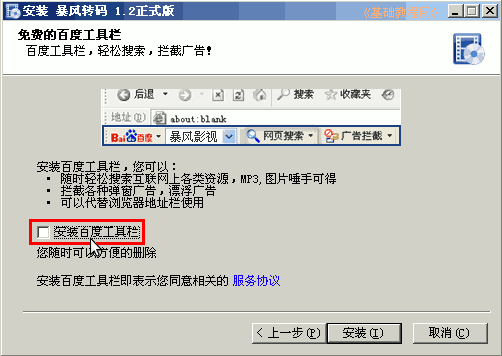 安装 暴风转码 1.2正式版
免费的百度工具栏
百度工具栏，轻松搜索，拦截广告！
后退 搜索 收藏夹
地址(D) about:blank
Bai百度 暴风影视 网页搜索 广告拦截
安装百度工具栏，您可以：
• 随时轻松搜索互联网上各类资源，MP3,图片唾手可得
• 拦截各种弹窗广告，漂浮广告
• 可以代替浏览器地址栏使用
安装百度工具栏
您随时可以方便的删除
安装百度工具栏即表示您同意相关的 服务协议
< 上一步(P) 安装(I) 取消(C)